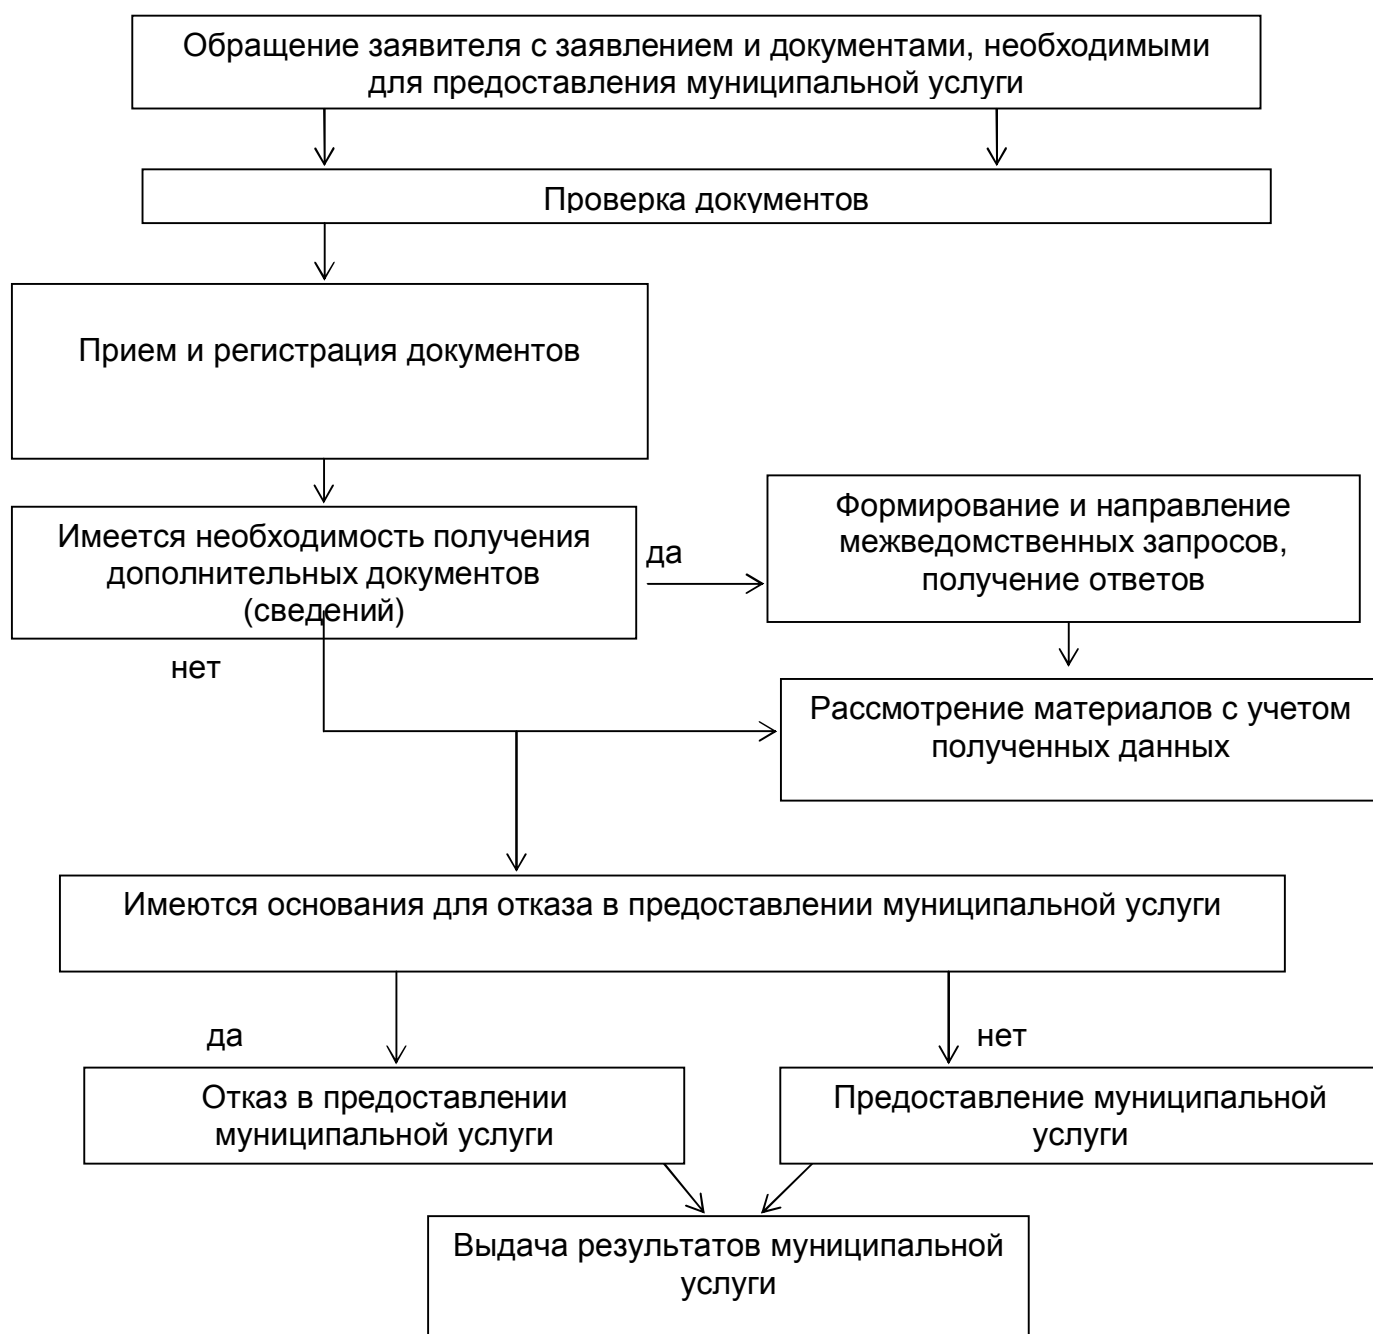 Обращение заявителя с заявлением и документами, необходимыми
для предоставления муниципальной услуги
Проверка документов
Прием и регистрация документов
Имеется необходимость получения
дополнительных документов
(сведений)
да
Формирование и направление
межведомственных запросов,
получение ответов
нет
Рассмотрение материалов с учетом
полученных данных
Имеются основания для отказа в предоставлении муниципальной услуги
да
нет
Отказ в предоставлении
муниципальной услуги
Предоставление муниципальной
услуги
Выдача результатов муниципальной
услуги